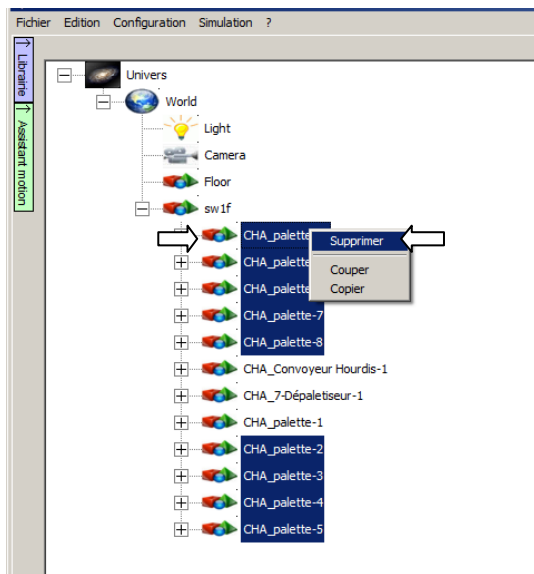 Fichier Edition Configuration Simulation ?
↑ Librairie
↑ Assistant motion
Univers
World
Light
Camera
Floor
sw1f
CHA_palette
Supprimer
CHA_palette
Couper
CHA_palette
Copier
CHA_palette-7
CHA_palette-8
CHA_Convoyeur Hourdis-1
CHA_7-Dépaletiseur-1
CHA_palette-1
CHA_palette-2
CHA_palette-3
CHA_palette-4
CHA_palette-5